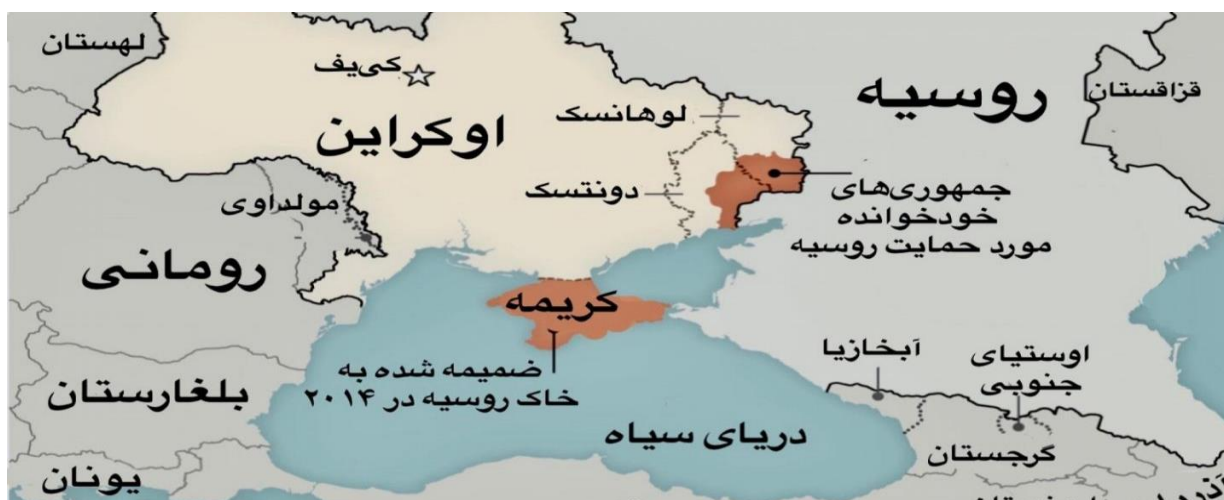 لهستان
کی‌یف
روسیه
قزاقستان
اوکراین
لوهانسک
دونتسک
جمهوری‌های
خودخوانده
مورد حمایت روسیه
مولداوی
رومانی
کریمه
ضمیمه شده به
خاک روسیه در ۲۰۱۴
آبخازیا
اوستیای
جنوبی
بلغارستان
دریای سیاه
گرجستان
یونان